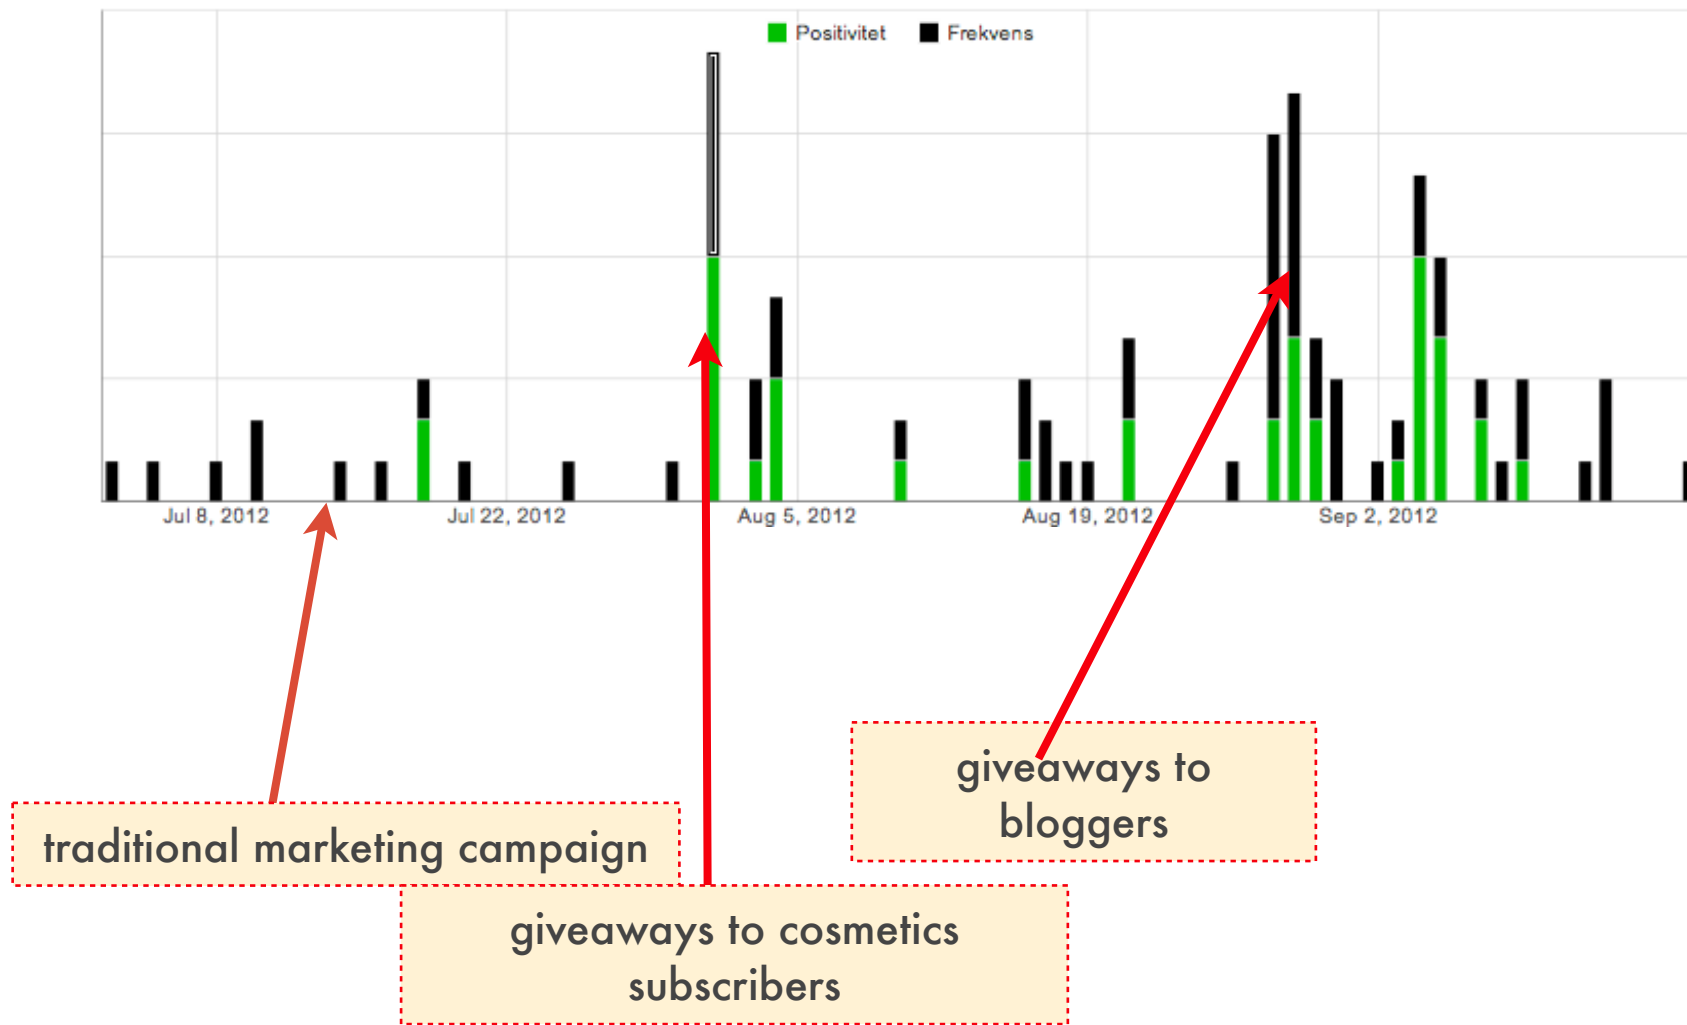 Positivitet
Frekvens
Jul 8, 2012
Jul 22, 2012
Aug 5, 2012
Aug 19, 2012
Sep 2, 2012
traditional marketing campaign
giveaways to cosmetics
subscribers
giveaways to
bloggers